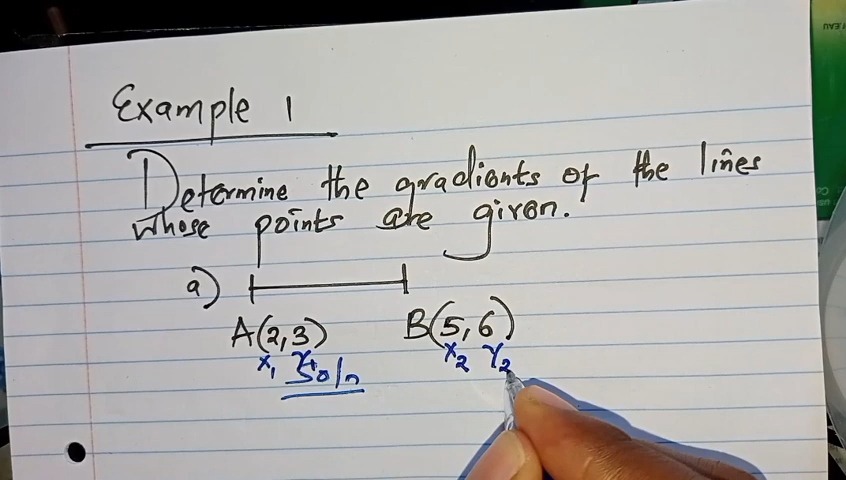 Example 1
Determine the gradients of the lines
whose points are given.
a)
A(2,3) B(5,6)
x₁ y₁ x₂ y₂
Soln